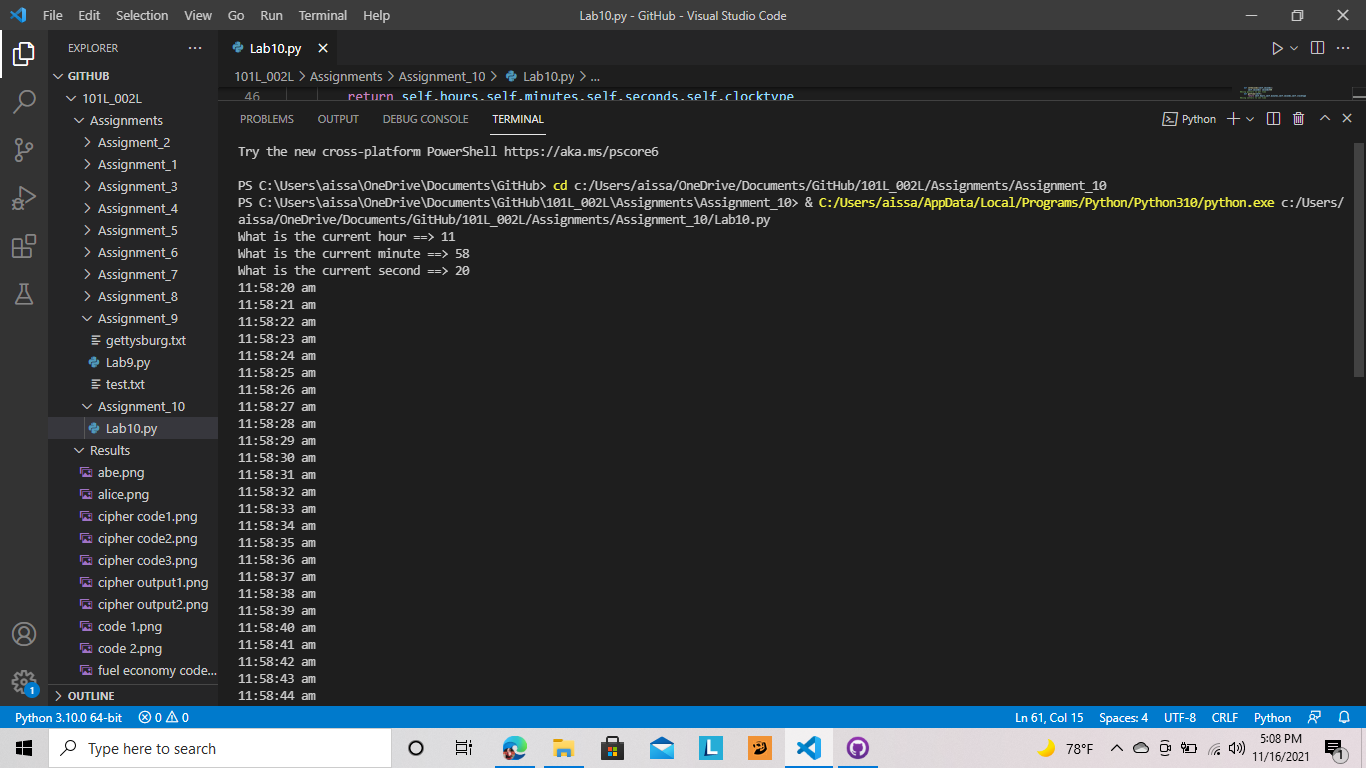 File Edit Selection View Go Run Terminal Help Lab10.py - GitHub - Visual Studio Code
EXPLORER
GITHUB
101L_002L
Assignments
Assigment_2
Assignment_1
Assignment_3
Assignment_4
Assignment_5
Assignment_6
Assignment_7
Assignment_8
Assignment_9
gettysburg.txt
Lab9.py
test.txt
Assignment_10
Lab10.py
Results
abe.png
alice.png
cipher code1.png
cipher code2.png
cipher code3.png
cipher output1.png
cipher output2.png
code 1.png
code 2.png
fuel economy code...
OUTLINE
Lab10.py
101L_002L > Assignments > Assignment_10 > Lab10.py > ...
46 return self.hours,self.minutes,self.seconds,self.clocktype
PROBLEMS OUTPUT DEBUG CONSOLE TERMINAL Python
Try the new cross-platform PowerShell https://aka.ms/pscore6
PS C:\Users\aissa\OneDrive\Documents\GitHub> cd c:/Users/aissa/OneDrive/Documents/GitHub/101L_002L/Assignments/Assignment_10
PS C:\Users\aissa\OneDrive\Documents\GitHub\101L_002L\Assignments\Assignment_10> & C:/Users/aissa/AppData/Local/Programs/Python/Python310/python.exe c:/Users/
aissa/OneDrive/Documents/GitHub/101L_002L/Assignments/Assignment_10/Lab10.py
What is the current hour ==> 11
What is the current minute ==> 58
What is the current second ==> 20
11:58:20 am
11:58:21 am
11:58:22 am
11:58:23 am
11:58:24 am
11:58:25 am
11:58:26 am
11:58:27 am
11:58:28 am
11:58:29 am
11:58:30 am
11:58:31 am
11:58:32 am
11:58:33 am
11:58:34 am
11:58:35 am
11:58:36 am
11:58:37 am
11:58:38 am
11:58:39 am
11:58:40 am
11:58:41 am
11:58:42 am
11:58:43 am
11:58:44 am
1
Python 3.10.0 64-bit 0 0 Ln 61, Col 15 Spaces: 4 UTF-8 CRLF Python
Type here to search
L
78°F
5:08 PM
11/16/2021
1